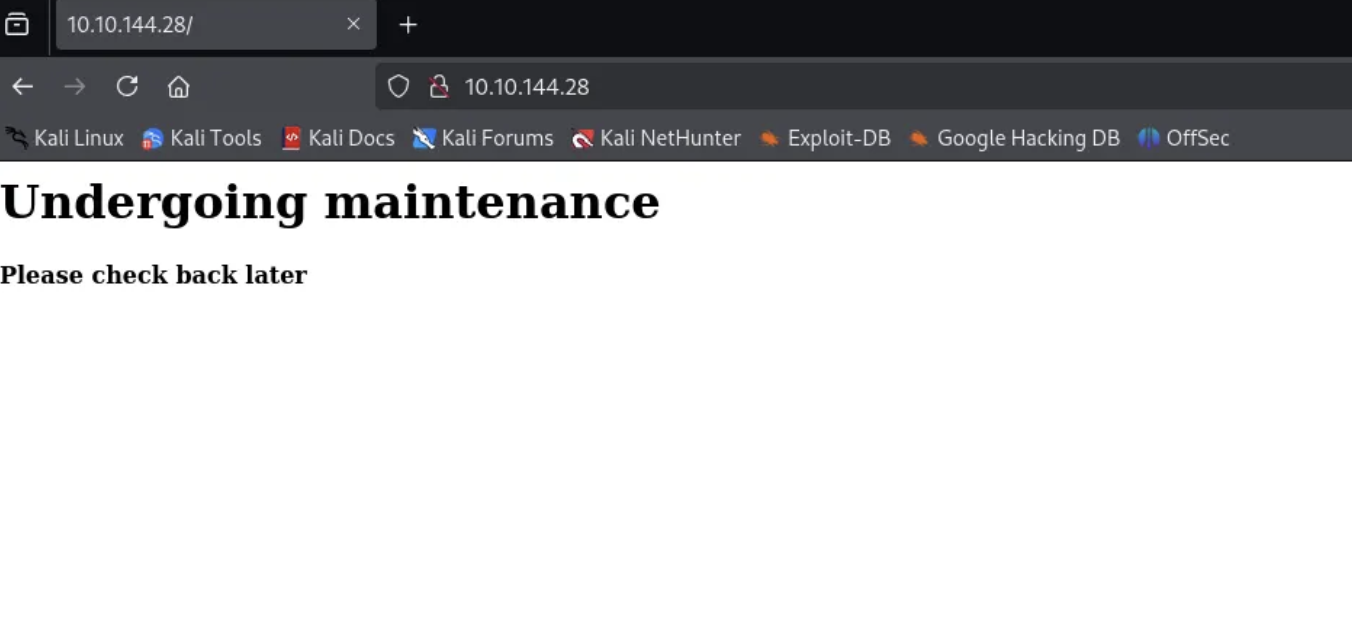 10.10.144.28/
10.10.144.28
Kali Linux Kali Tools Kali Docs Kali Forums Kali NetHunter Exploit-DB Google Hacking DB OffSec
Undergoing maintenance
Please check back later